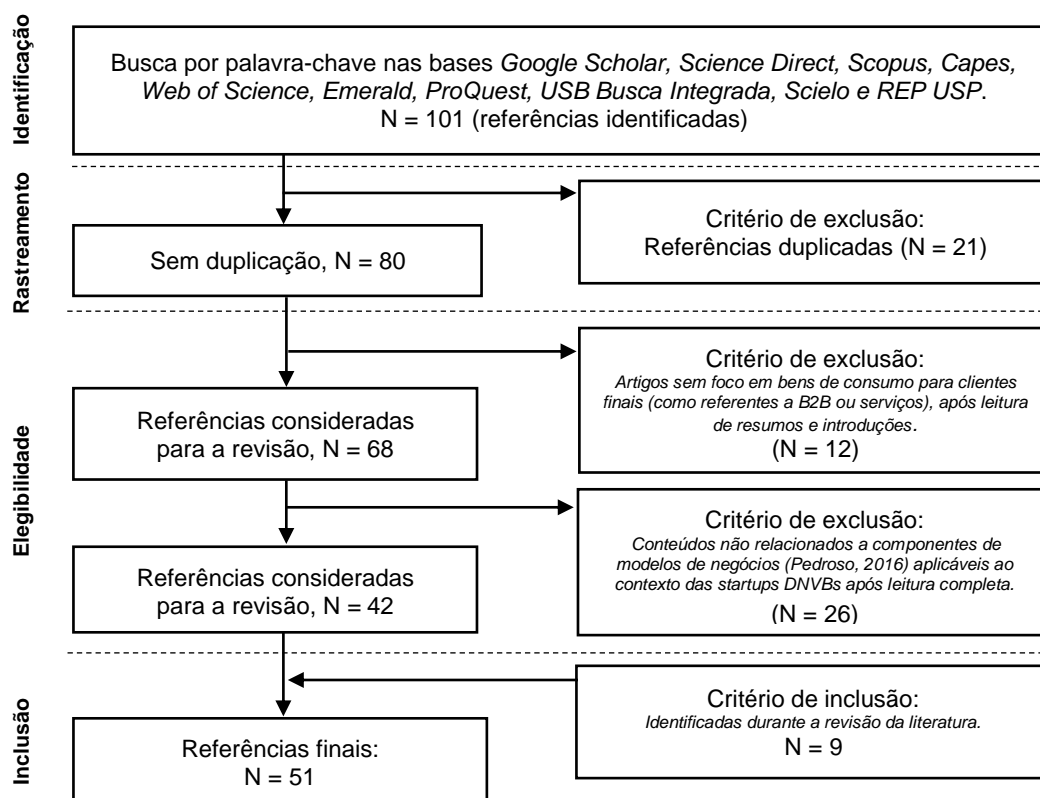 Identificação
Busca por palavra-chave nas bases Google Scholar, Science Direct, Scopus, Capes,
Web of Science, Emerald, ProQuest, USB Busca Integrada, Scielo e REP USP.
N = 101 (referências identificadas)
Rastreamento
Critério de exclusão:
Referências duplicadas (N = 21)
Sem duplicação, N = 80
Elegibilidade
Critério de exclusão:
Artigos sem foco em bens de consumo para clientes
finais (como referentes a B2B ou serviços), após leitura
de resumos e introduções.
(N = 12)
Referências consideradas
para a revisão, N = 68
Critério de exclusão:
Conteúdos não relacionados a componentes de
modelos de negócios (Pedroso, 2016) aplicáveis ao
contexto das startups DNVBs após leitura completa.
(N = 26)
Referências consideradas
para a revisão, N = 42
Inclusão
Critério de inclusão:
Identificadas durante a revisão da literatura.
N = 9
Referências finais:
N = 51